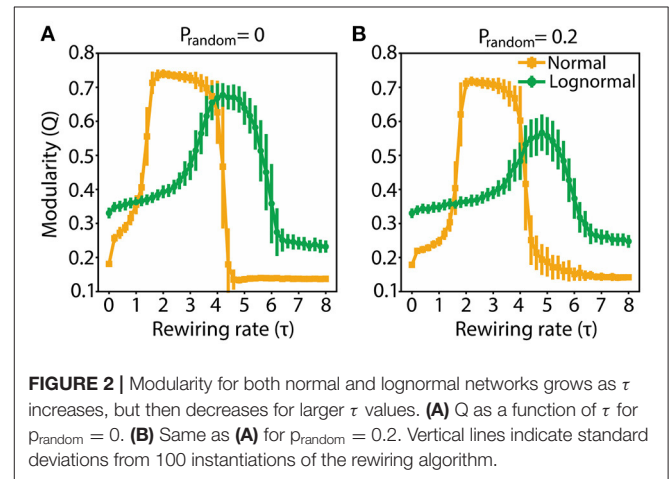 A
P_random = 0
Modularity (Q)
0.8
0.7
0.6
0.5
0.4
0.3
0.2
0.1
0 1 2 3 4 5 6 7 8
Rewiring rate (τ)
B
P_random = 0.2
Normal
Lognormal
0.8
0.7
0.6
0.5
0.4
0.3
0.2
0.1
0 1 2 3 4 5 6 7 8
Rewiring rate (τ)
FIGURE 2 | Modularity for both normal and lognormal networks grows as τ
increases, but then decreases for larger τ values. (A) Q as a function of τ for
p_random = 0. (B) Same as (A) for p_random = 0.2. Vertical lines indicate standard
deviations from 100 instantiations of the rewiring algorithm.